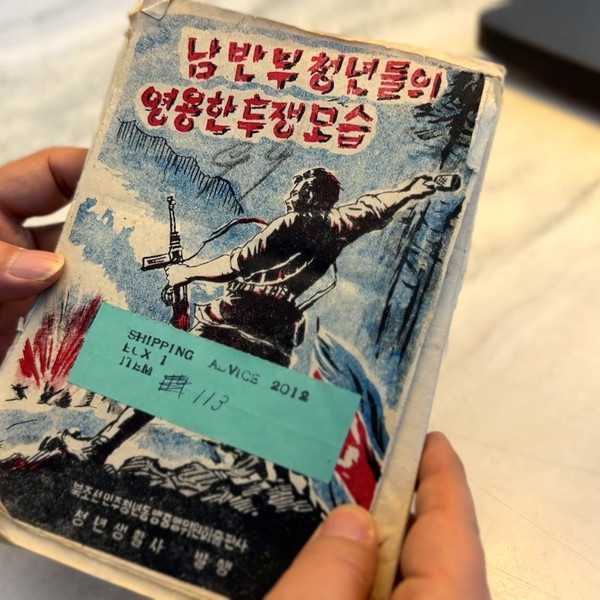 남반부 청년들의
영용한 투쟁모습
99
SHIPPING ADVICE 2012
BOX 1
ITEM # 113
북조선민주청년동맹중앙위원회출판사
청년생활사 발행